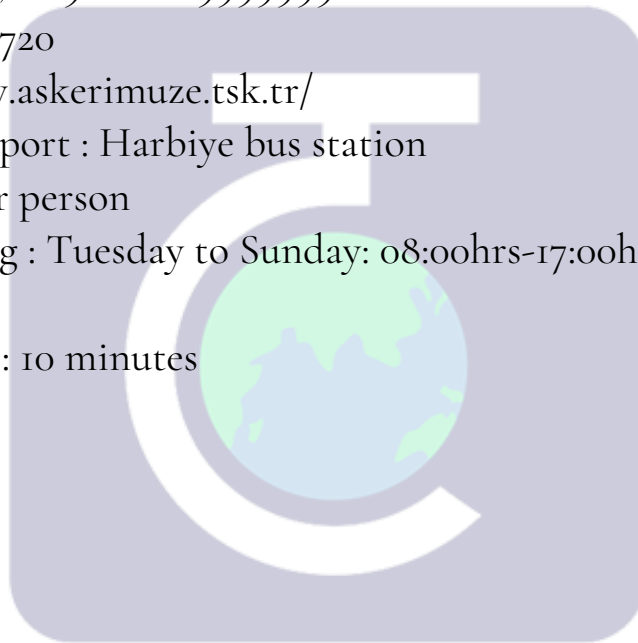 720
.askerimuze.tsk.tr/
port : Harbiye bus station
r person
g : Tuesday to Sunday: 08:00hrs-17:00h
: 10 minutes